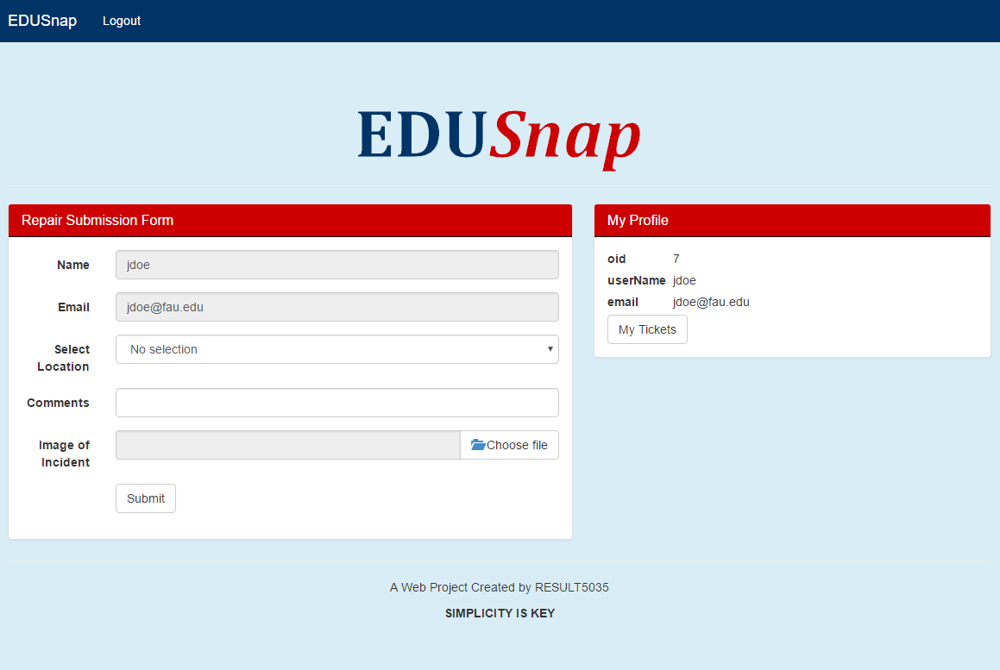 EDUSnap Logout
EDUSnap
Repair Submission Form
Name jdoe
Email jdoe@fau.edu
Select
Location
No selection
Comments
Image of
Incident
Choose file
Submit
My Profile
oid 7
userName jdoe
email jdoe@fau.edu
My Tickets
A Web Project Created by RESULT5035
SIMPLICITY IS KEY